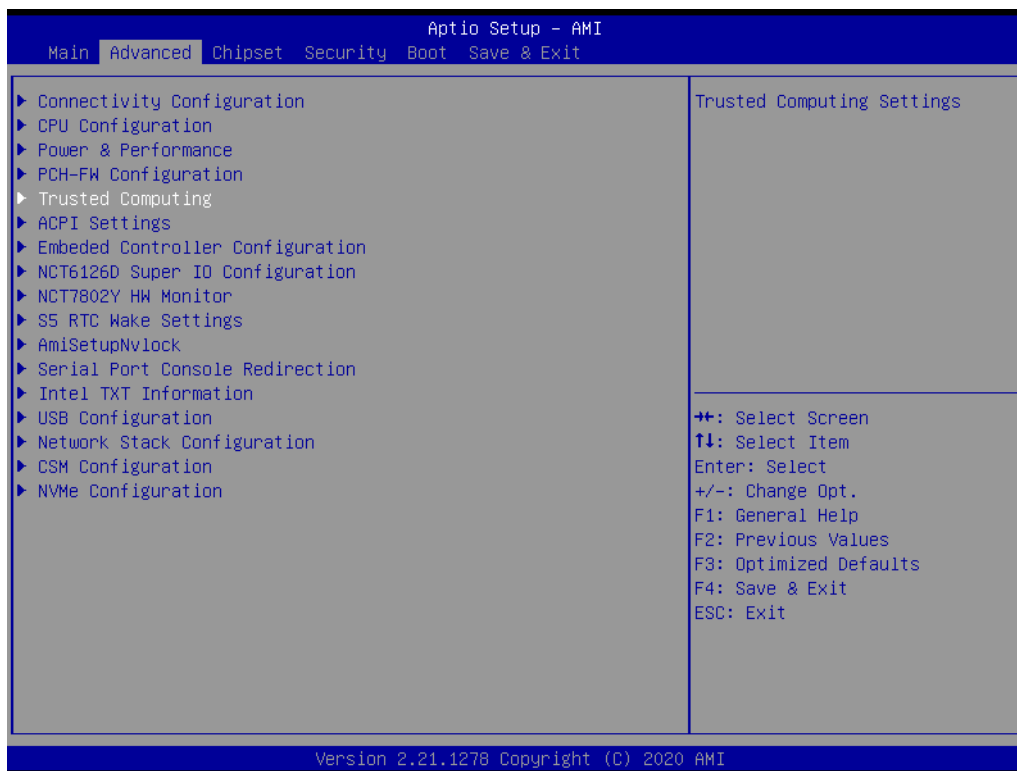 Aptio Setup – AMI
Main Advanced Chipset Security Boot Save & Exit
▶ Connectivity Configuration
▶ CPU Configuration
▶ Power & Performance
▶ PCH-FW Configuration
▶ Trusted Computing
▶ ACPI Settings
▶ Embeded Controller Configuration
▶ NCT6126D Super IO Configuration
▶ NCT7802Y HW Monitor
▶ S5 RTC Wake Settings
▶ AmiSetupNvlock
▶ Serial Port Console Redirection
▶ Intel TXT Information
▶ USB Configuration
▶ Network Stack Configuration
▶ CSM Configuration
▶ NVMe Configuration
Trusted Computing Settings
→←: Select Screen
↑↓: Select Item
Enter: Select
+/-: Change Opt.
F1: General Help
F2: Previous Values
F3: Optimized Defaults
F4: Save & Exit
ESC: Exit
Version 2.21.1278 Copyright (C) 2020 AMI